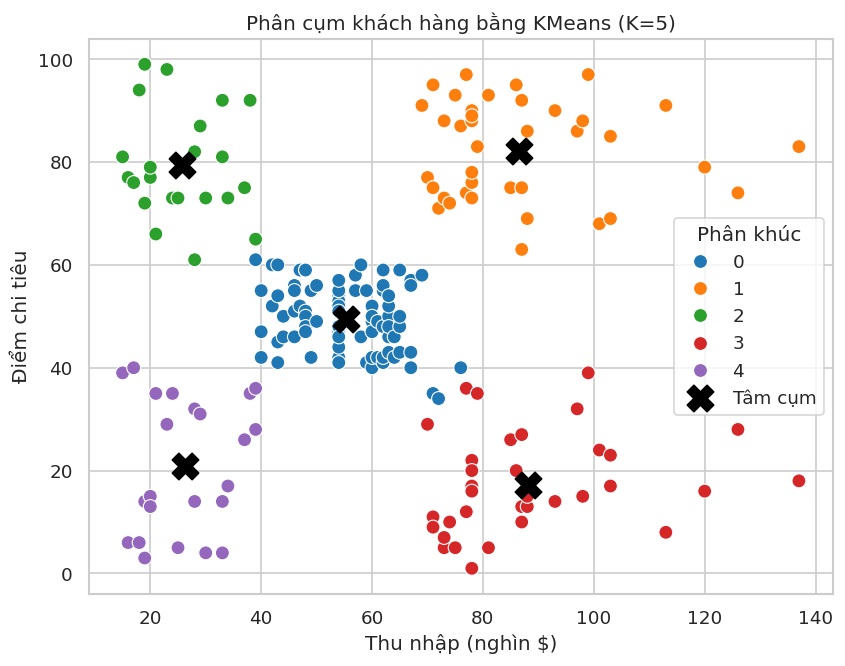 Phân cụm khách hàng bằng KMeans (K=5)
100
80
60
40
20
0
Điểm chi tiêu
20 40 60 80 100 120 140
Thu nhập (nghìn $)
Phân khúc
0
1
2
3
4
Tâm cụm